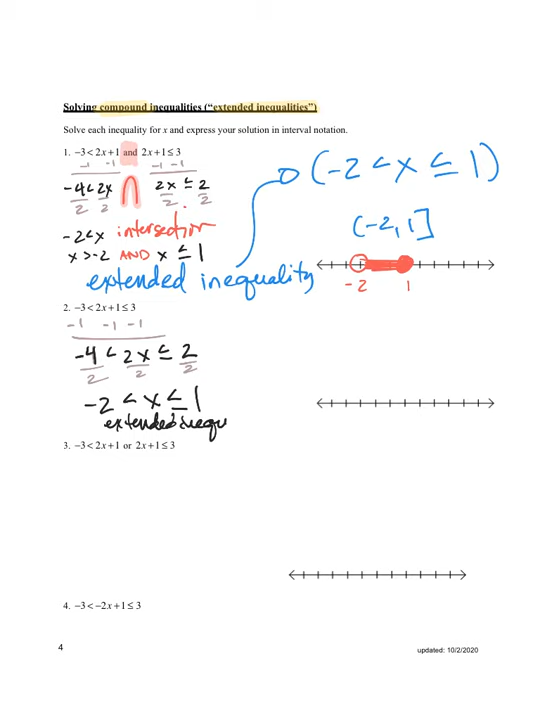 Solving compound inequalities ("extended inequalities")
Solve each inequality for x and express your solution in interval notation.
1. −3 < 2x + 1 and 2x + 1 ≤ 3
−1 −1 −1 −1
−4 < 2x ∩ 2x ≤ 2
2 2 2 2
−2 < x intersection
x > −2 AND x ≤ 1
extended inequality
(−2 < x ≤ 1)
(−2, 1]
−2 1
2. −3 < 2x + 1 ≤ 3
−1 −1 −1
−4 < 2x ≤ 2
2 2 2
−2 < x ≤ 1
extended inequ
3. −3 < 2x + 1 or 2x + 1 ≤ 3
4. −3 < −2x + 1 ≤ 3
4
updated: 10/2/2020